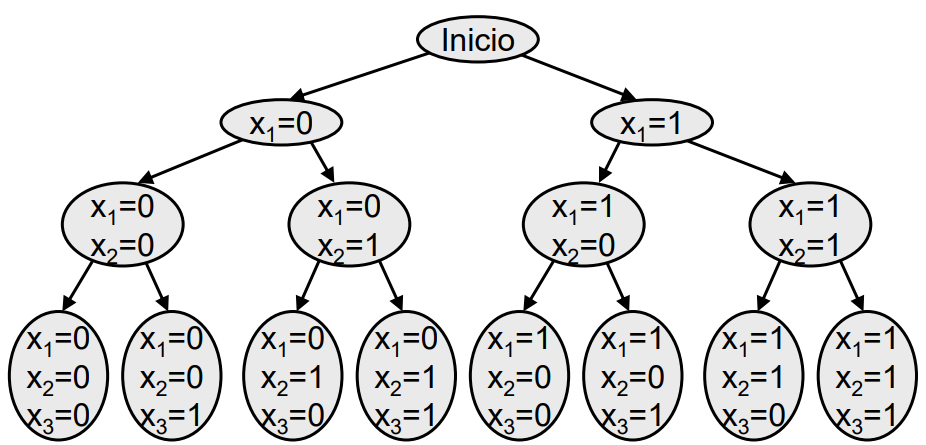 Inicio
x₁=0
x₁=1
x₁=0
x₂=0
x₁=0
x₂=1
x₁=1
x₂=0
x₁=1
x₂=1
x₁=0
x₂=0
x₃=0
x₁=0
x₂=0
x₃=1
x₁=0
x₂=1
x₃=0
x₁=0
x₂=1
x₃=1
x₁=1
x₂=0
x₃=0
x₁=1
x₂=0
x₃=1
x₁=1
x₂=1
x₃=0
x₁=1
x₂=1
x₃=1